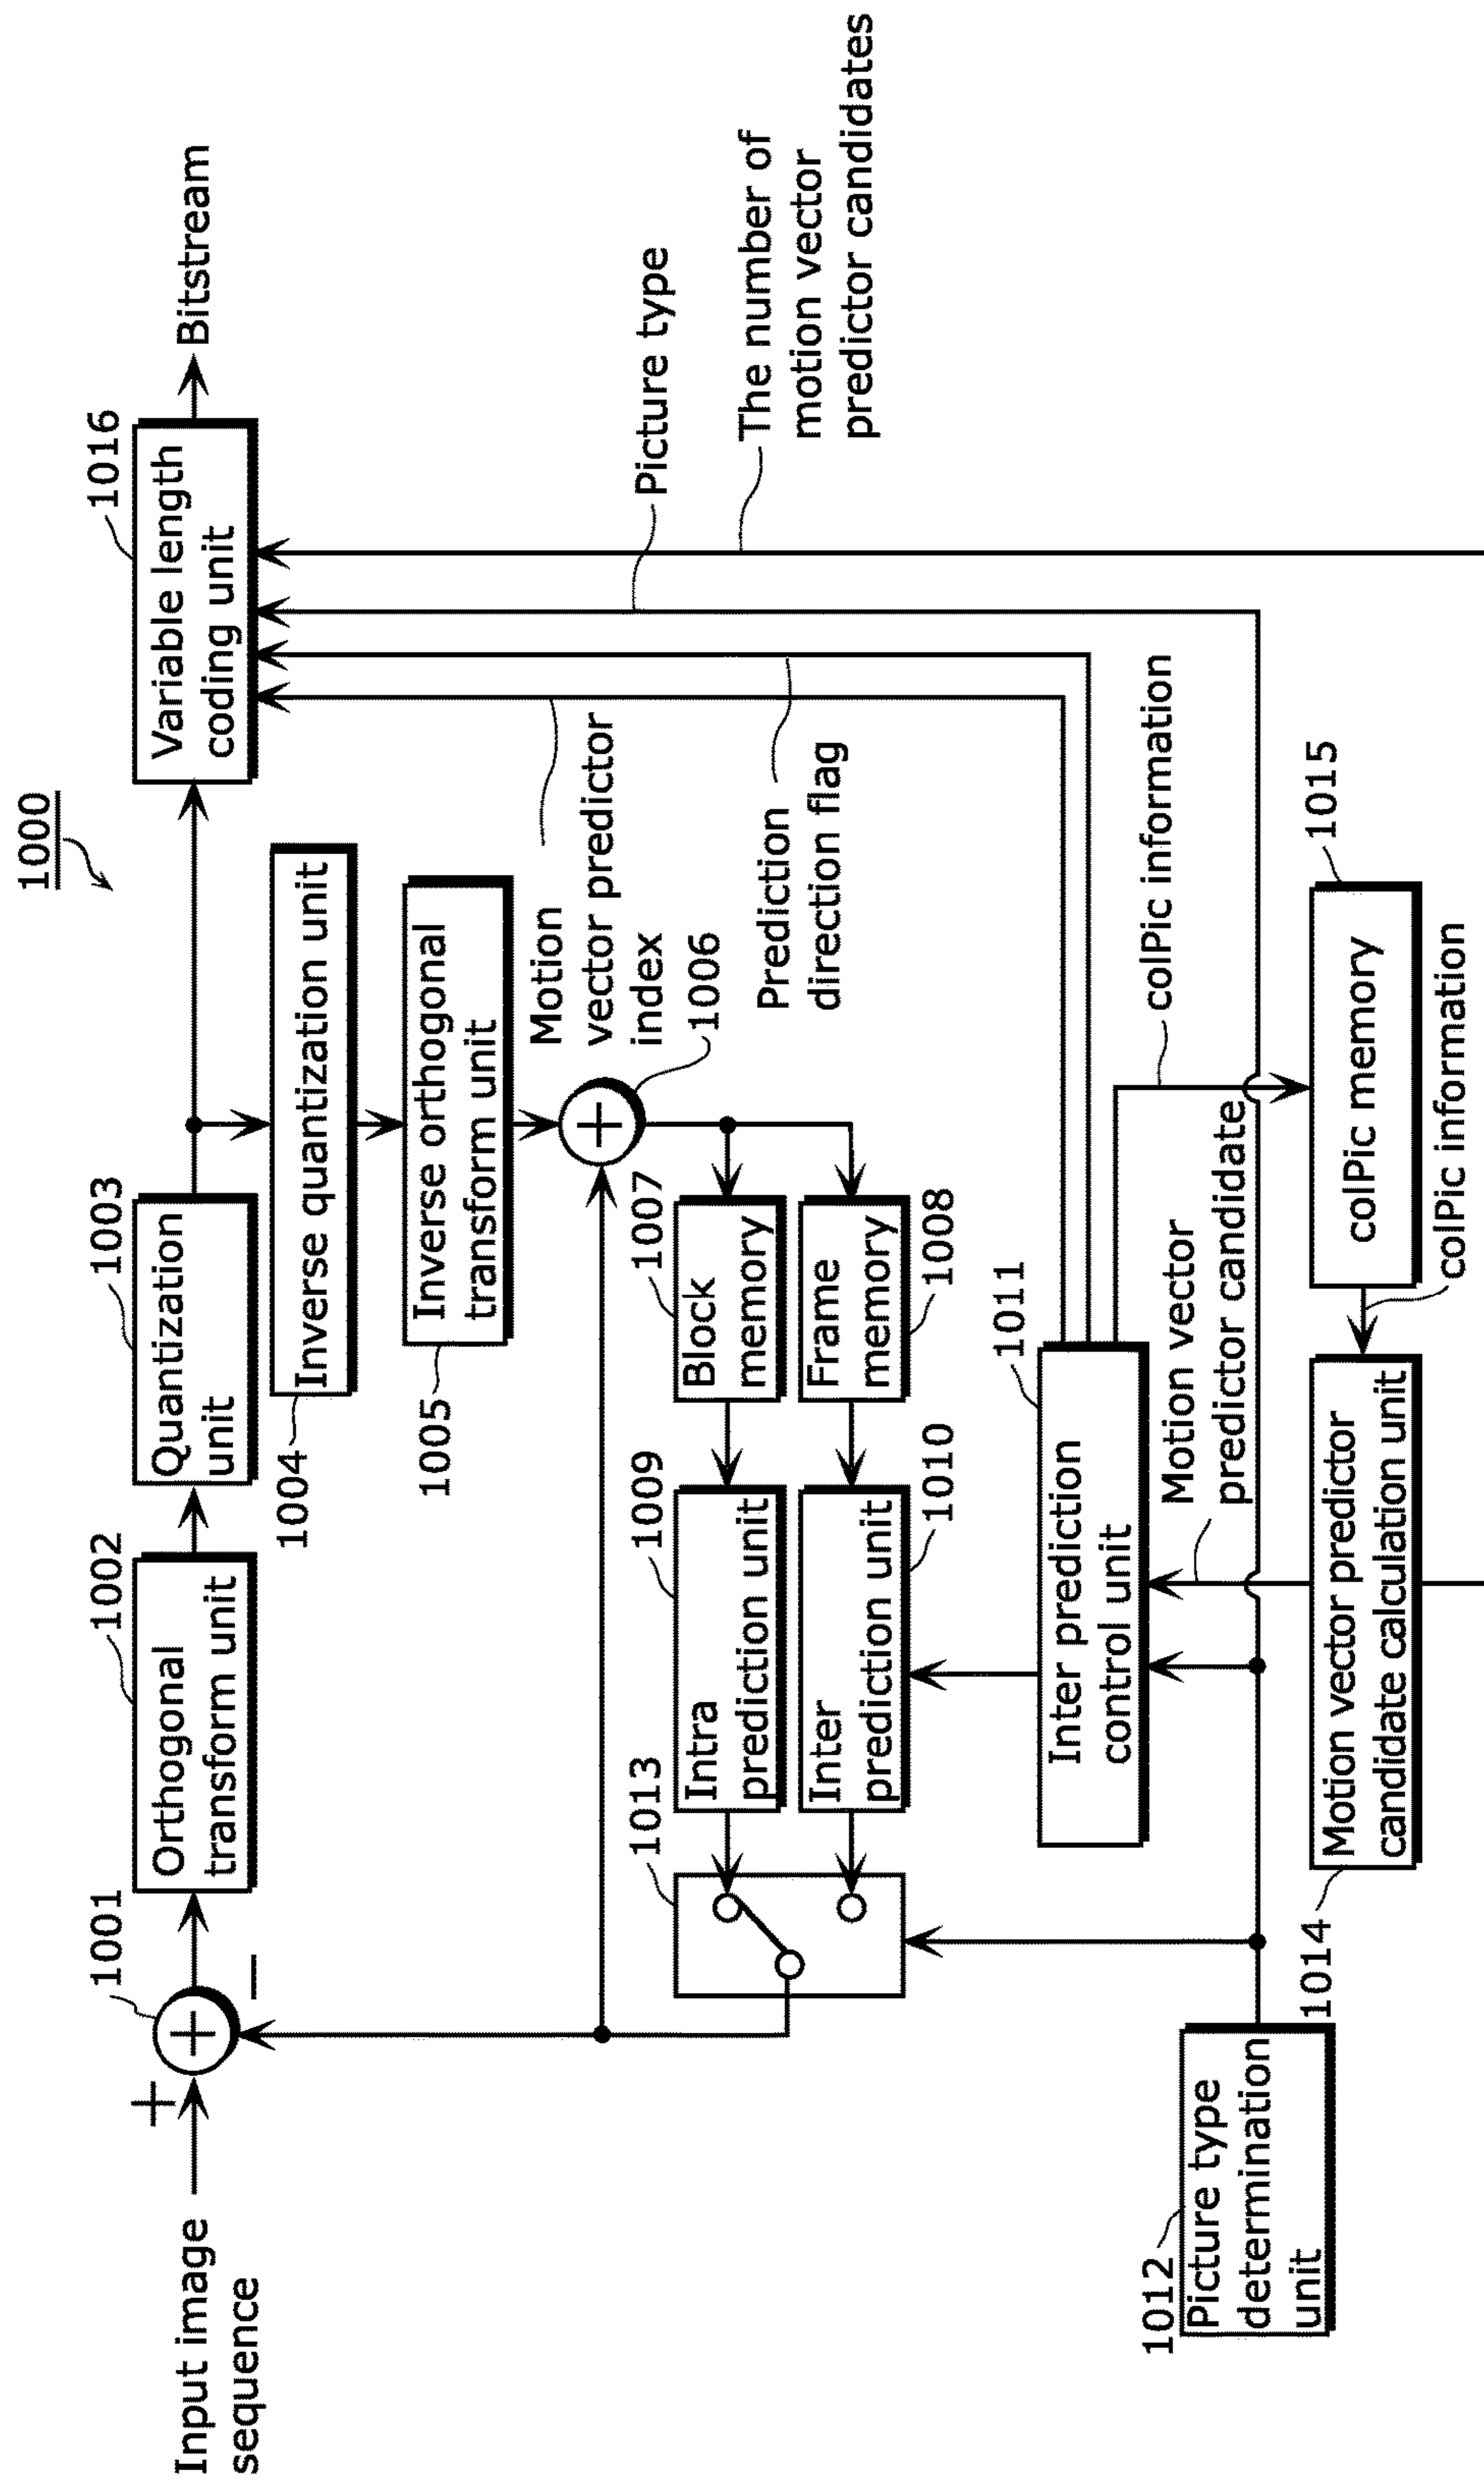 1000
Input image
sequence
+
−
1001
1002
Orthogonal
transform unit
1003
Quantization
unit
1016
Variable length
coding unit
Bitstream
1004
Inverse quantization unit
1005
Inverse orthogonal
transform unit
Motion
vector predictor
index
1006
Picture type
1013
1009
Intra
prediction unit
1007
Block
memory
Prediction
direction flag
The number of
motion vector
predictor candidates
Inter
prediction unit
1010
Frame
memory
1008
1011
Inter prediction
control unit
colPic information
Motion vector
predictor candidate
1012
Picture type
determination
unit
1014
Motion vector predictor
candidate calculation unit
1015
colPic memory
colPic information